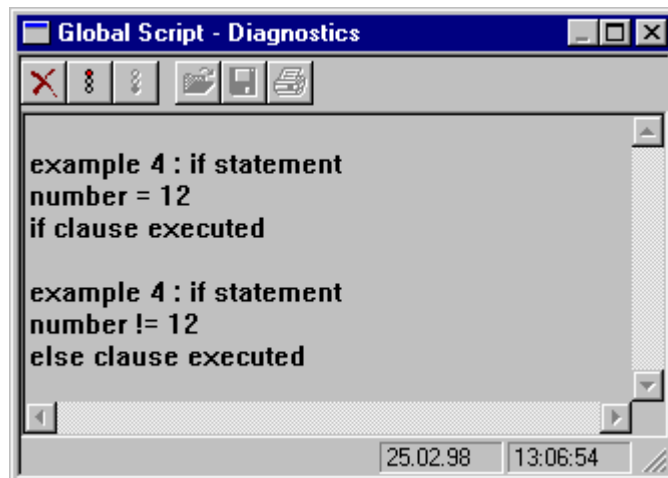 Global Script - Diagnostics
example 4 : if statement
number = 12
if clause executed
example 4 : if statement
number != 12
else clause executed
25.02.98
13:06:54